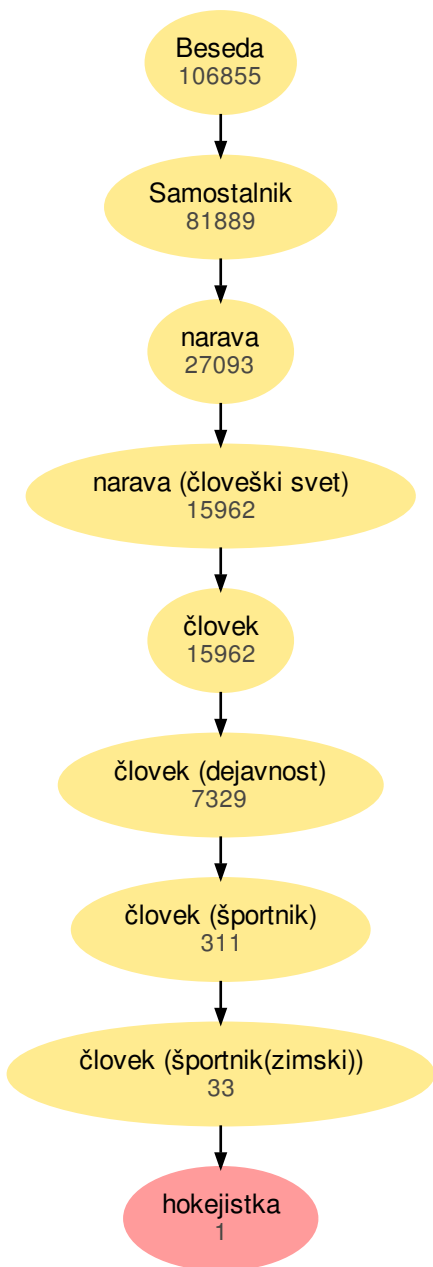 Beseda
106855
Samostalnik
81889
narava
27093
narava (človeški svet)
15962
človek
15962
človek (dejavnost)
7329
človek (športnik)
311
človek (športnik(zimski))
33
hokejistka
1